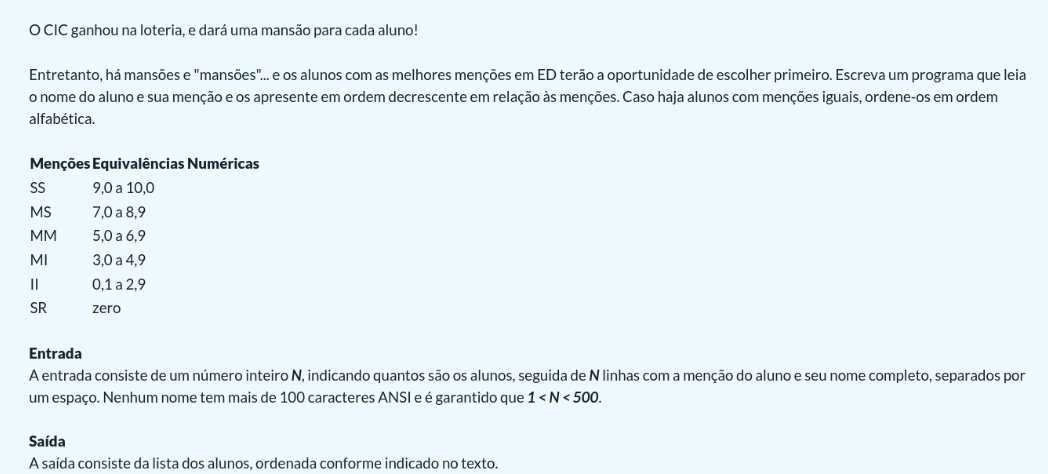 O CIC ganhou na loteria, e dará uma mansão para cada aluno!
Entretanto, há mansões e "mansões"... e os alunos com as melhores menções em ED terão a oportunidade de escolher primeiro. Escreva um programa que leia
o nome do aluno e sua menção e os apresente em ordem decrescente em relação às menções. Caso haja alunos com menções iguais, ordene-os em ordem
alfabética.
Menções Equivalências Numéricas
SS 9,0 a 10,0
MS 7,0 a 8,9
MM 5,0 a 6,9
MI 3,0 a 4,9
II 0,1 a 2,9
SR zero
Entrada
A entrada consiste de um número inteiro N, indicando quantos são os alunos, seguida de N linhas com a menção do aluno e seu nome completo, separados por
um espaço. Nenhum nome tem mais de 100 caracteres ANSI e é garantido que 1 < N < 500.
Saída
A saída consiste da lista dos alunos, ordenada conforme indicado no texto.